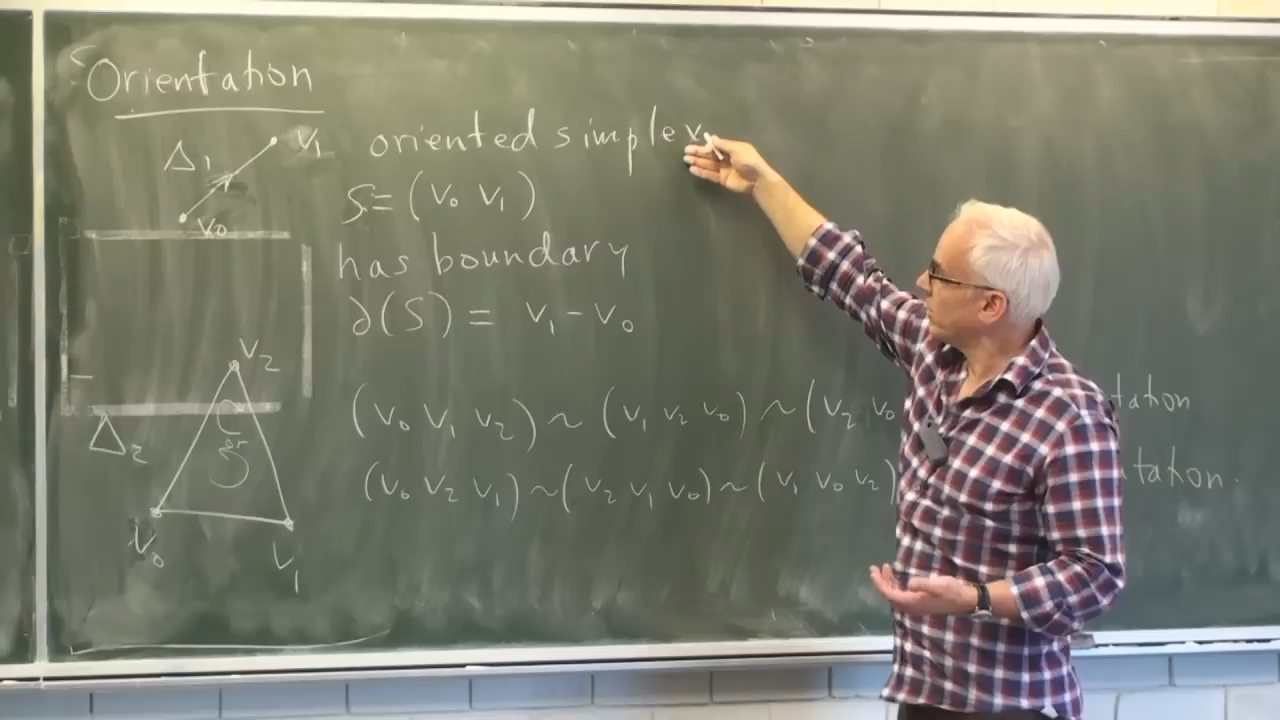 Orientation
Δ₁ v₁
v₀
oriented simplex
S = (v₀ v₁)
has boundary
∂(S) = v₁ - v₀
v₂
Δ₂
v₀ v₁
(v₀ v₁ v₂) ~ (v₁ v₂ v₀) ~ (v₂ v₀ tation
(v₀ v₂ v₁) ~ (v₂ v₁ v₀) ~ (v₁ v₀ v₂) tation.